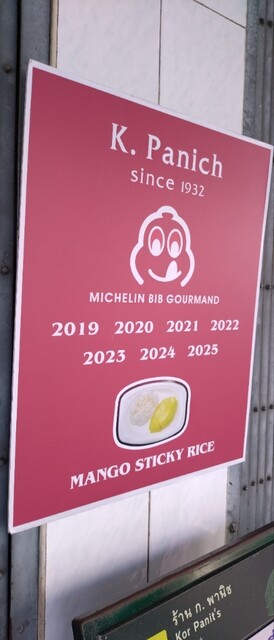 K. Panich
since 1932
MICHELIN BIB GOURMAND
2019 2020 2021 2022
2023 2024 2025
MANGO STICKY RICE
ร้าน ก. พานิช
Kor Panit's